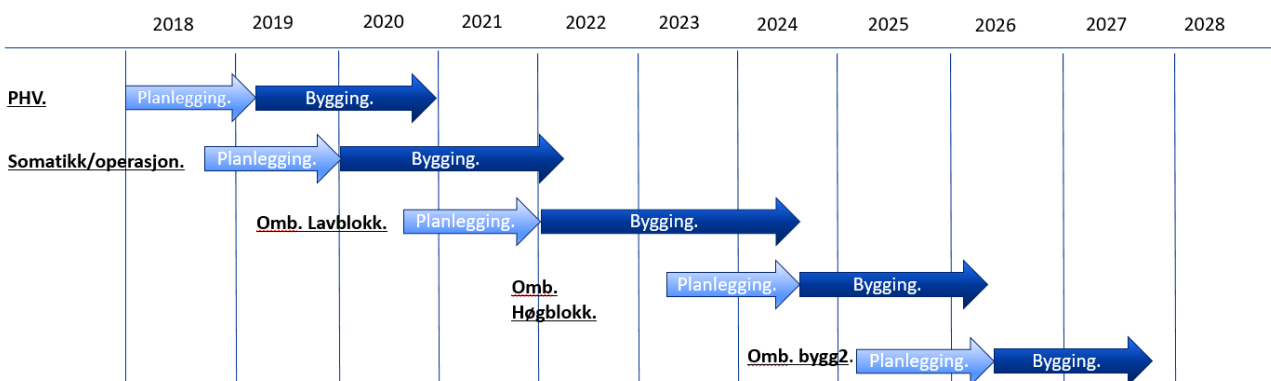 2018 2019 2020 2021 2022 2023 2024 2025 2026 2027 2028
PHV. Planlegging. Bygging.
Somatikk/operasjon. Planlegging. Bygging.
Omb. Lavblokk. Planlegging. Bygging.
Omb. Planlegging. Bygging.
Høgblokk.
Omb. bygg2. Planlegging. Bygging.